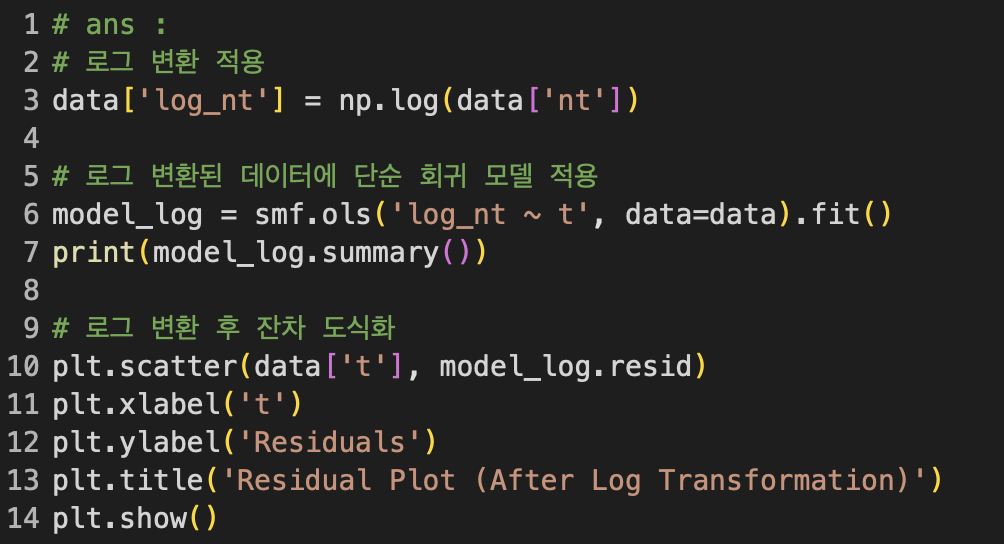 1 # ans :
2 # 로그 변환 적용
3 data['log_nt'] = np.log(data['nt'])
4
5 # 로그 변환된 데이터에 단순 회귀 모델 적용
6 model_log = smf.ols('log_nt ~ t', data=data).fit()
7 print(model_log.summary())
8
9 # 로그 변환 후 잔차 도식화
10 plt.scatter(data['t'], model_log.resid)
11 plt.xlabel('t')
12 plt.ylabel('Residuals')
13 plt.title('Residual Plot (After Log Transformation)')
14 plt.show()